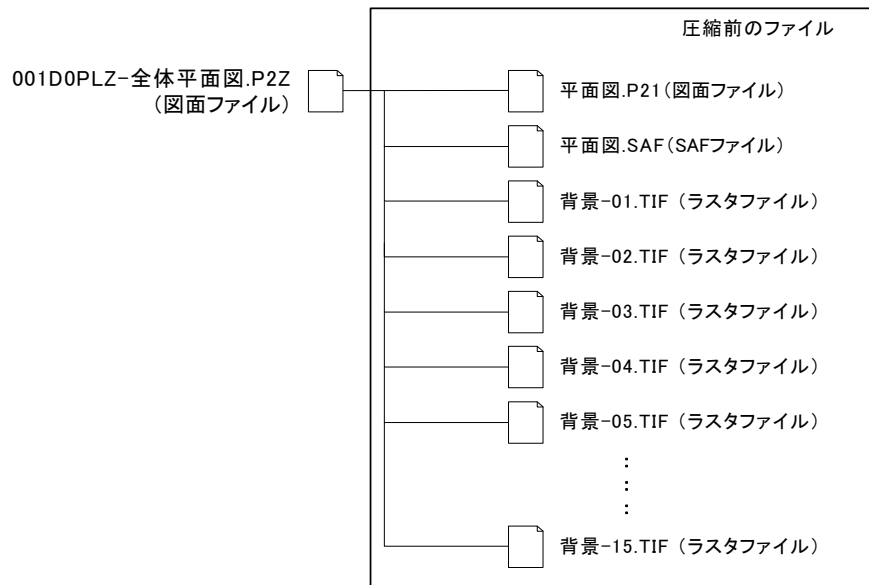 圧縮前のファイル
001D0PLZ-全体平面図.P2Z
(図面ファイル)
平面図.P21(図面ファイル)
平面図.SAF(SAFファイル)
背景-01.TIF (ラスタファイル)
背景-02.TIF (ラスタファイル)
背景-03.TIF (ラスタファイル)
背景-04.TIF (ラスタファイル)
背景-05.TIF (ラスタファイル)
:
:
:
背景-15.TIF (ラスタファイル)